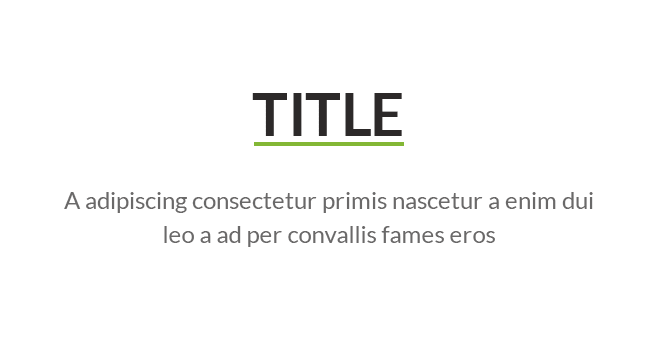 TITLE
A adipiscing consectetur primis nascetur a enim dui
leo a ad per convallis fames eros